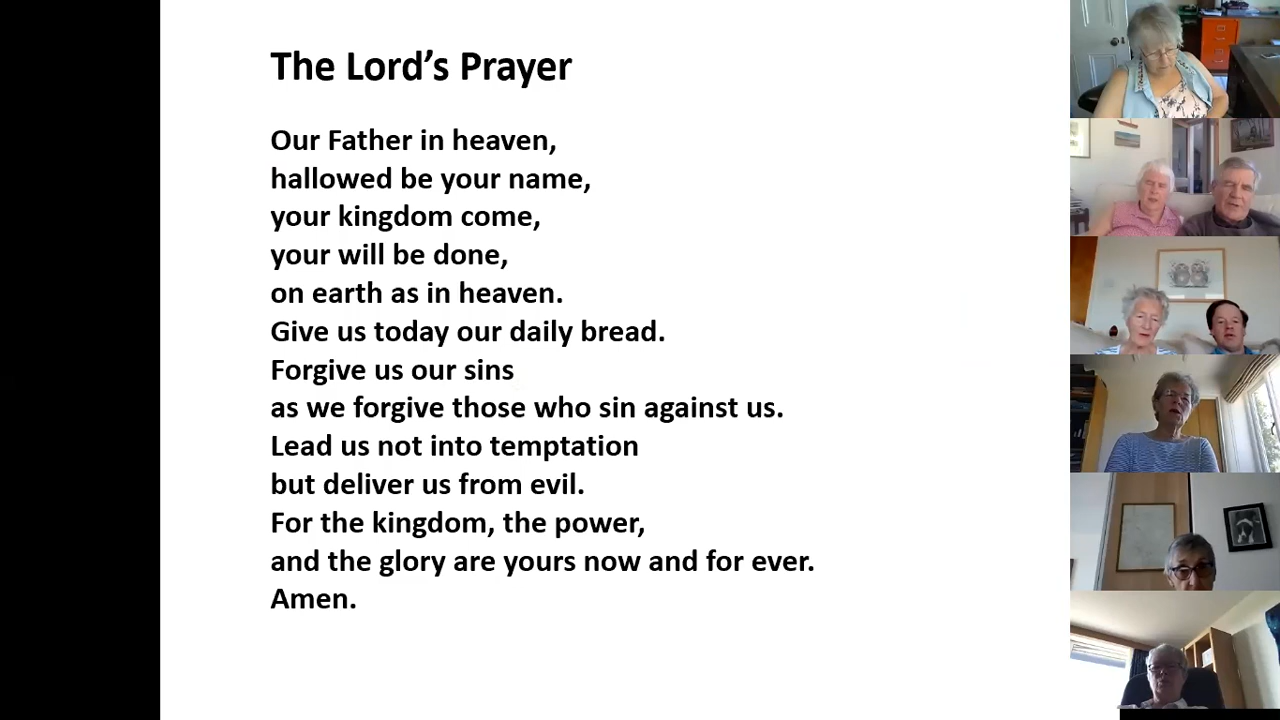 The Lord’s Prayer
Our Father in heaven,
hallowed be your name,
your kingdom come,
your will be done,
on earth as in heaven.
Give us today our daily bread.
Forgive us our sins
as we forgive those who sin against us.
Lead us not into temptation
but deliver us from evil.
For the kingdom, the power,
and the glory are yours now and for ever.
Amen.